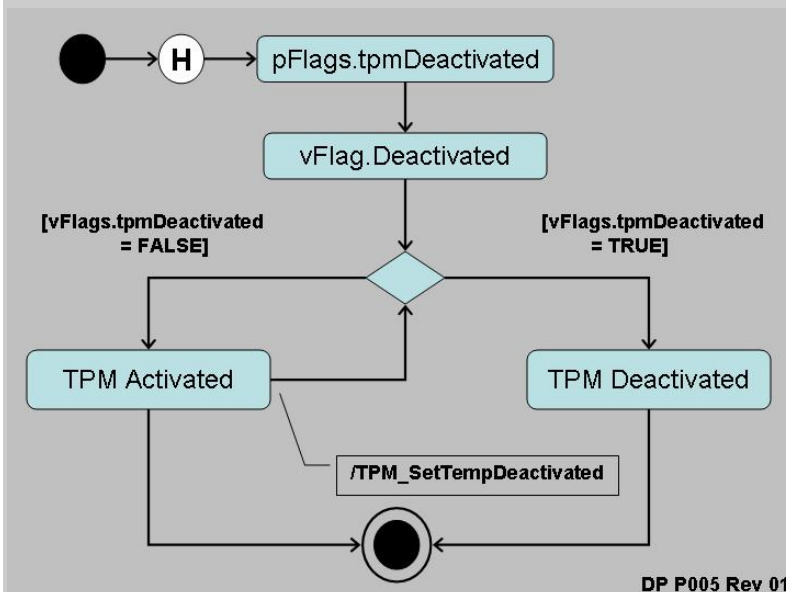 H
pFlags.tpmDeactivated
vFlag.Deactivated
[vFlags.tpmDeactivated
= FALSE]
[vFlags.tpmDeactivated
= TRUE]
TPM Activated
TPM Deactivated
/TPM_SetTempDeactivated
DP P005 Rev 01